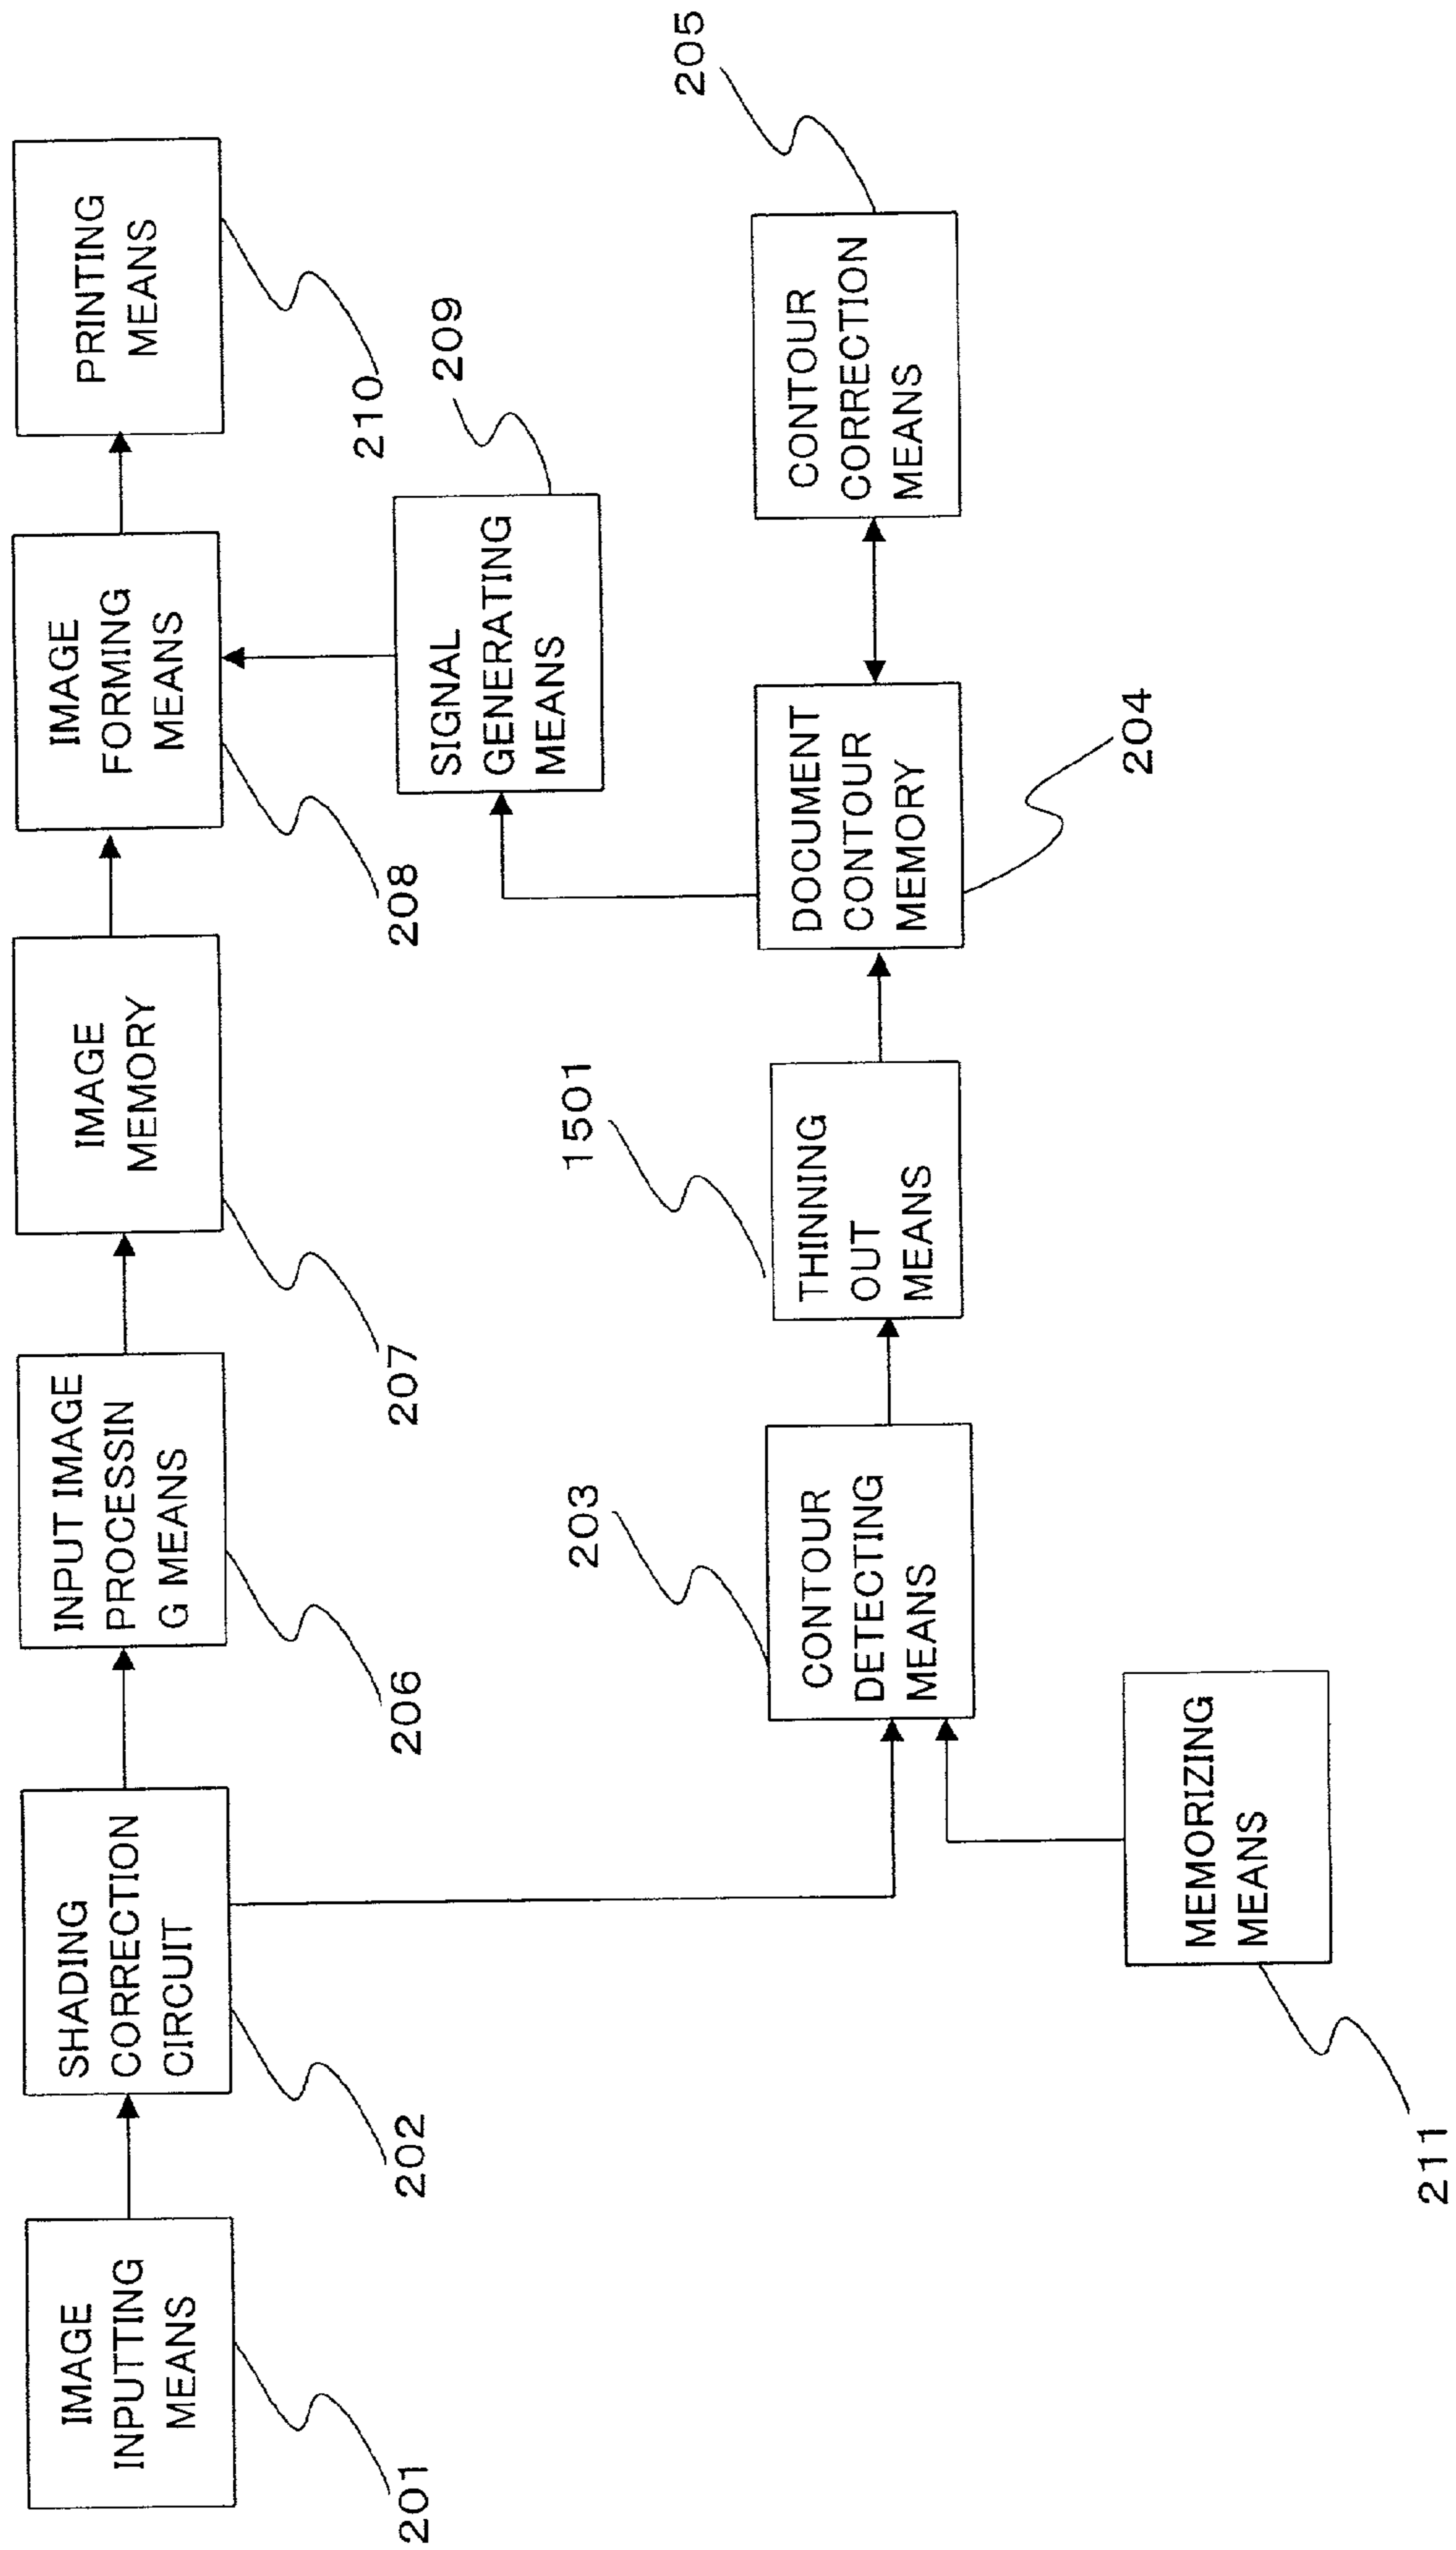 IMAGE
INPUTTING
MEANS
201
SHADING
CORRECTION
CIRCUIT
202
INPUT IMAGE
PROCESSIN
G MEANS
206
IMAGE
MEMORY
207
IMAGE
FORMING
MEANS
208
PRINTING
MEANS
210
SIGNAL
GENERATING
MEANS
209
CONTOUR
DETECTING
MEANS
203
THINNING
OUT
MEANS
1501
DOCUMENT
CONTOUR
MEMORY
204
CONTOUR
CORRECTION
MEANS
205
MEMORIZING
MEANS
211